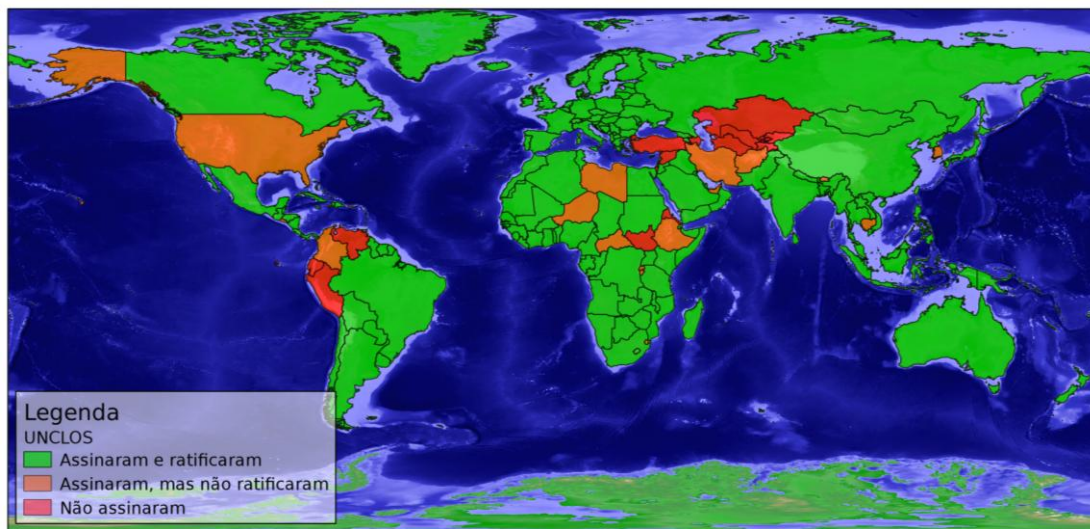 Legenda
UNCLOS
Assinaram e ratificaram
Assinaram, mas não ratificaram
Não assinaram